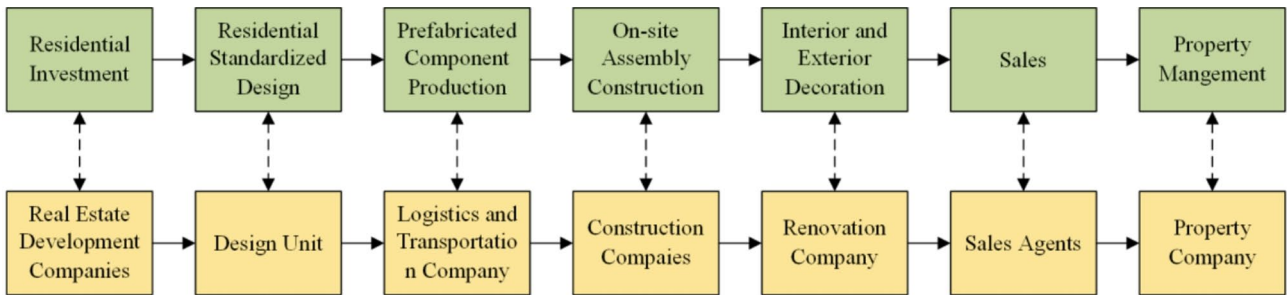 Residential
Investment
Residential
Standardized
Design
Prefabricated
Component
Production
On-site
Assembly
Construction
Interior and
Exterior
Decoration
Sales
Property
Mangement
Real Estate
Development
Companies
Design Unit
Logistics and
Transportatio
n Company
Construction
Compaies
Renovation
Company
Sales Agents
Property
Company